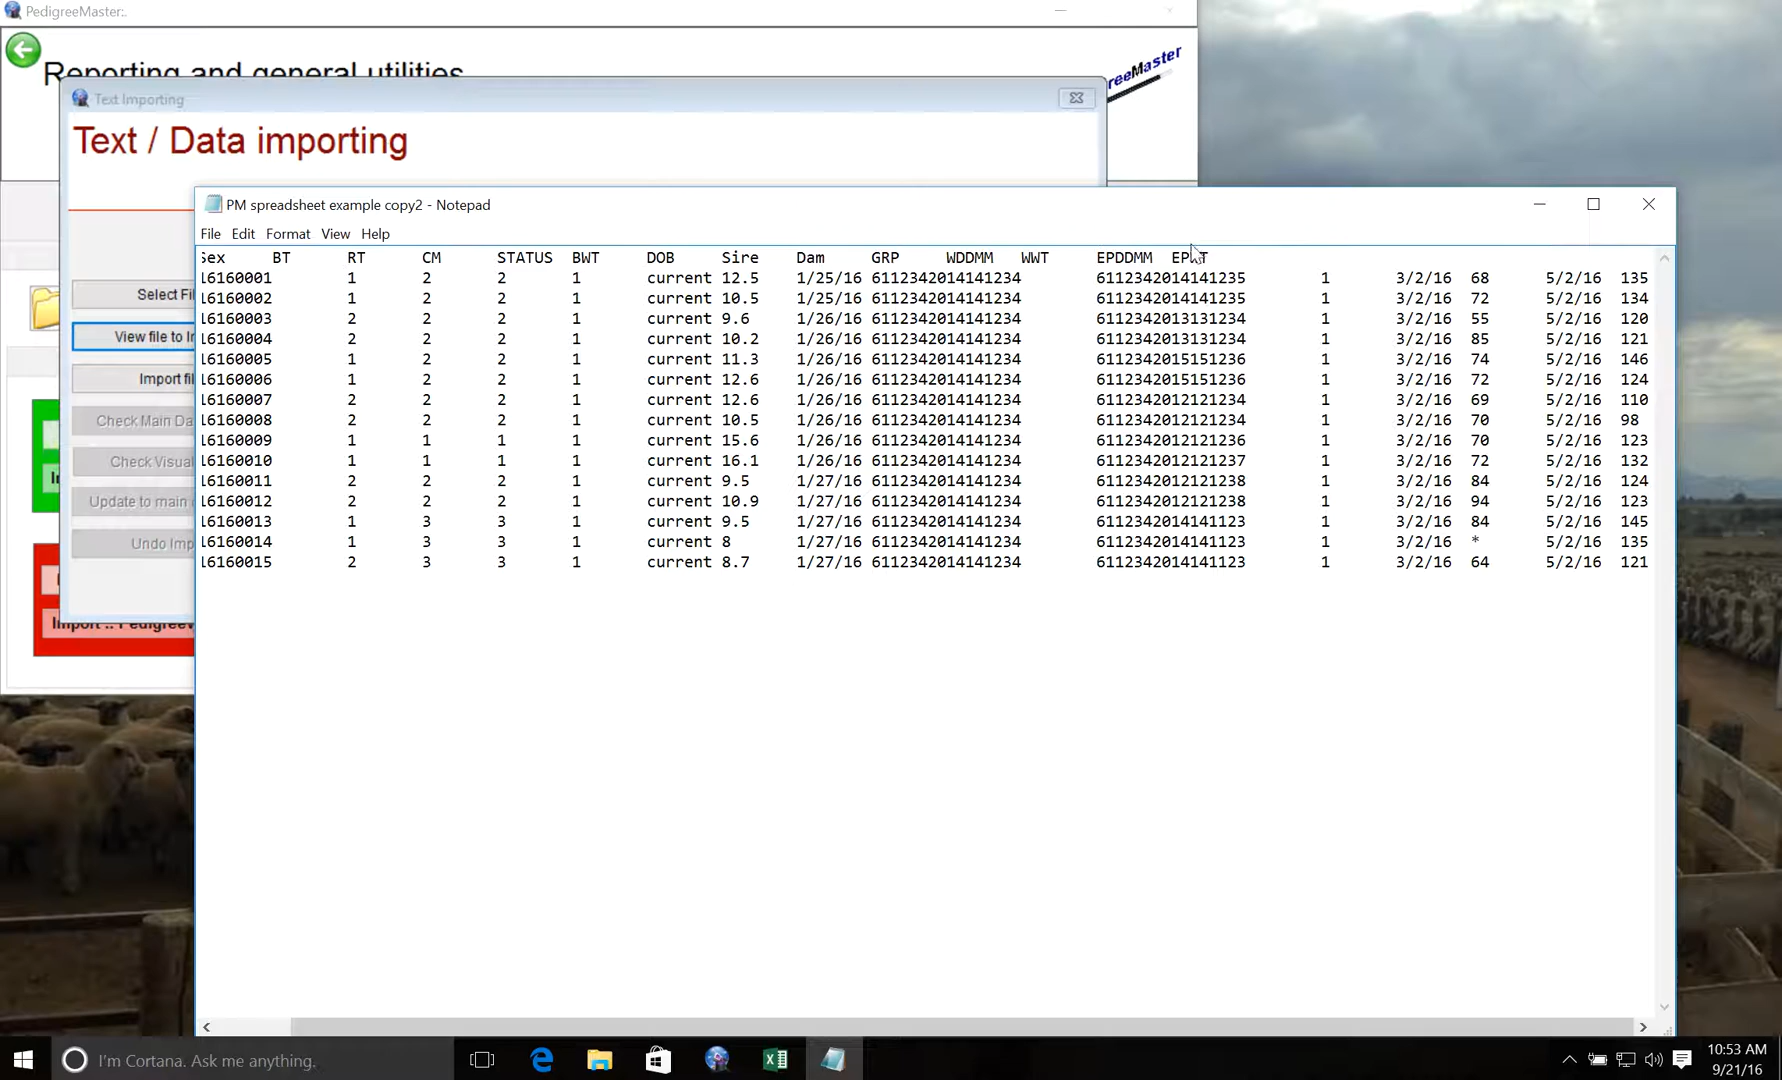 PedigreeMaster:.
Reporting and general utilities
reeMaster
Text Importing
Text / Data importing
Select Fil
View file to I
Import fil
Check Main Da
Check Visual
Update to main
Undo Imp
PM spreadsheet example copy2 - Notepad
File Edit Format View Help
Sex BT RT CM STATUS BWT DOB Sire Dam GRP WDDMM WWT EPDDMM EPWT
16160001 1 2 2 1 current 12.5 1/25/16 6112342014141234 6112342014141235 1 3/2/16 68 5/2/16 135
16160002 1 2 2 1 current 10.5 1/25/16 6112342014141234 6112342014141235 1 3/2/16 72 5/2/16 134
16160003 2 2 2 1 current 9.6 1/26/16 6112342014141234 6112342013131234 1 3/2/16 55 5/2/16 120
16160004 2 2 2 1 current 10.2 1/26/16 6112342014141234 6112342013131234 1 3/2/16 85 5/2/16 121
16160005 1 2 2 1 current 11.3 1/26/16 6112342014141234 6112342015151236 1 3/2/16 74 5/2/16 146
16160006 1 2 2 1 current 12.6 1/26/16 6112342014141234 6112342015151236 1 3/2/16 72 5/2/16 124
16160007 2 2 2 1 current 12.6 1/26/16 6112342014141234 6112342012121234 1 3/2/16 69 5/2/16 110
16160008 2 2 2 1 current 10.5 1/26/16 6112342014141234 6112342012121234 1 3/2/16 70 5/2/16 98
16160009 1 1 1 1 current 15.6 1/26/16 6112342014141234 6112342012121236 1 3/2/16 70 5/2/16 123
16160010 1 1 1 1 current 16.1 1/26/16 6112342014141234 6112342012121237 1 3/2/16 72 5/2/16 132
16160011 2 2 2 1 current 9.5 1/27/16 6112342014141234 6112342012121238 1 3/2/16 84 5/2/16 124
16160012 2 2 2 1 current 10.9 1/27/16 6112342014141234 6112342012121238 1 3/2/16 94 5/2/16 123
16160013 1 3 3 1 current 9.5 1/27/16 6112342014141234 6112342014141123 1 3/2/16 84 5/2/16 145
16160014 1 3 3 1 current 8 1/27/16 6112342014141234 6112342014141123 1 3/2/16 * 5/2/16 135
16160015 2 3 3 1 current 8.7 1/27/16 6112342014141234 6112342014141123 1 3/2/16 64 5/2/16 121
I'm Cortana. Ask me anything.
10:53 AM
9/21/16